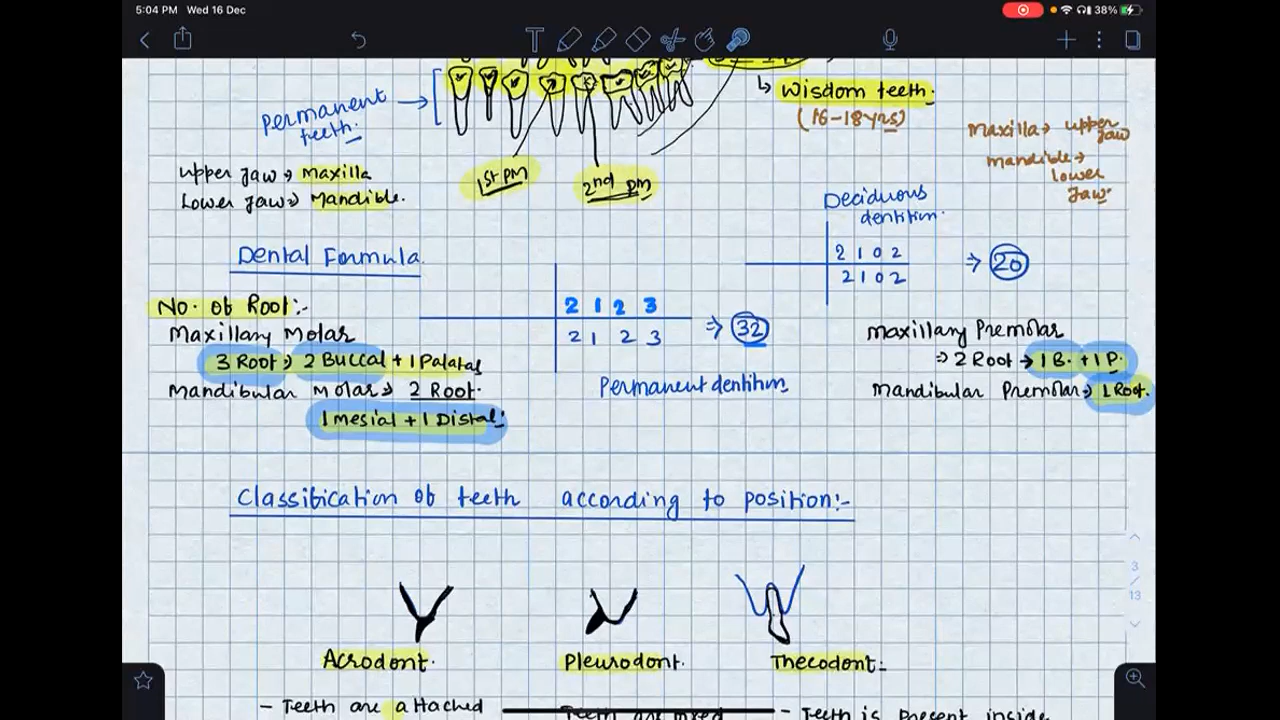 5:04 PM Wed 16 Dec
38%
T
Permanent teeth.
Wisdom teeth.
(16-18yrs)
Maxilla → upper Jaw
mandible → lower Jaw.
1st pm
2nd pm
upper Jaw → maxilla
Lower Jaw → Mandible.
Deciduous dentition.
2 1 0 2
2 1 0 2
⇒ 20
Dental Formula.
2 1 2 3
2 1 2 3
⇒ 32
Permanent dentition
No. of Root:-
Maxillary Molar
3 Root → 2 Buccal + 1 Palatal
Mandibular molar → 2 Root.
1 mesial + 1 Distal:
maxillary Premolar
⇒ 2 Root → 1 B. + 1 P.
Mandibular Premolar → 1 Root.
Classification of teeth according to position:-
3
/
13
Acrodont.
Pleurodont.
Thecodont:-
- Teeth are attached
Teeth are fixed
- Teeth is present inside